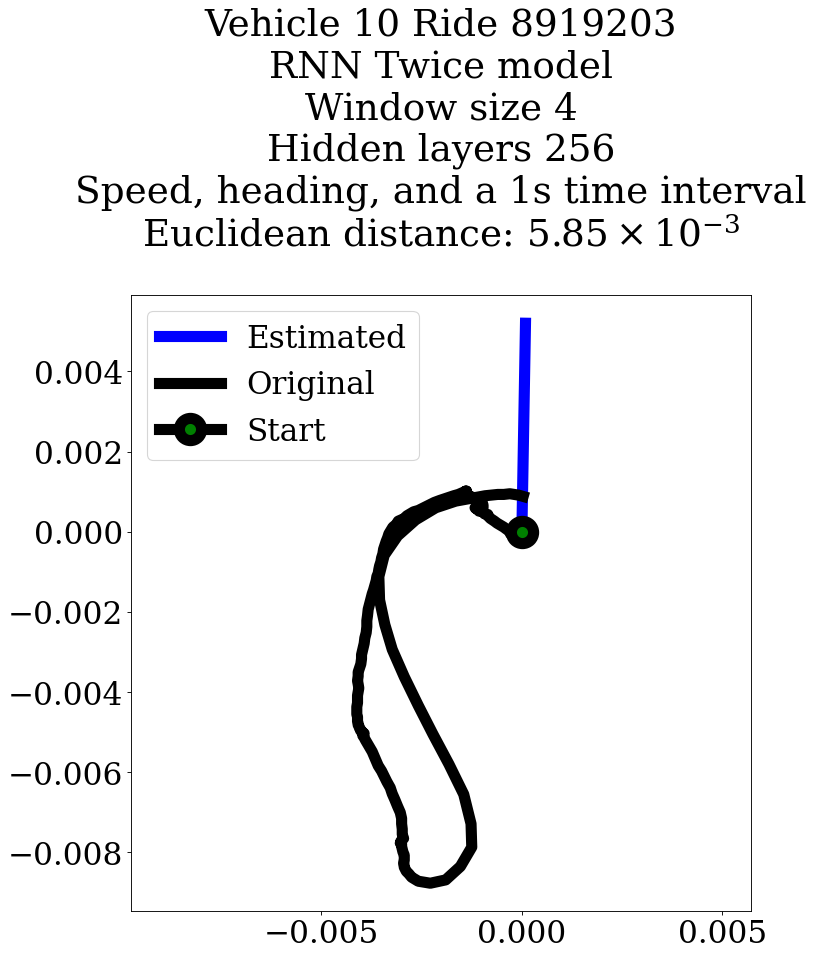 Vehicle 10 Ride 8919203
RNN Twice model
Window size 4
Hidden layers 256
Speed, heading, and a 1s time interval
Euclidean distance: 5.85 × 10⁻³
Estimated
Original
Start
0.004
0.002
0.000
−0.002
−0.004
−0.006
−0.008
−0.005 0.000 0.005